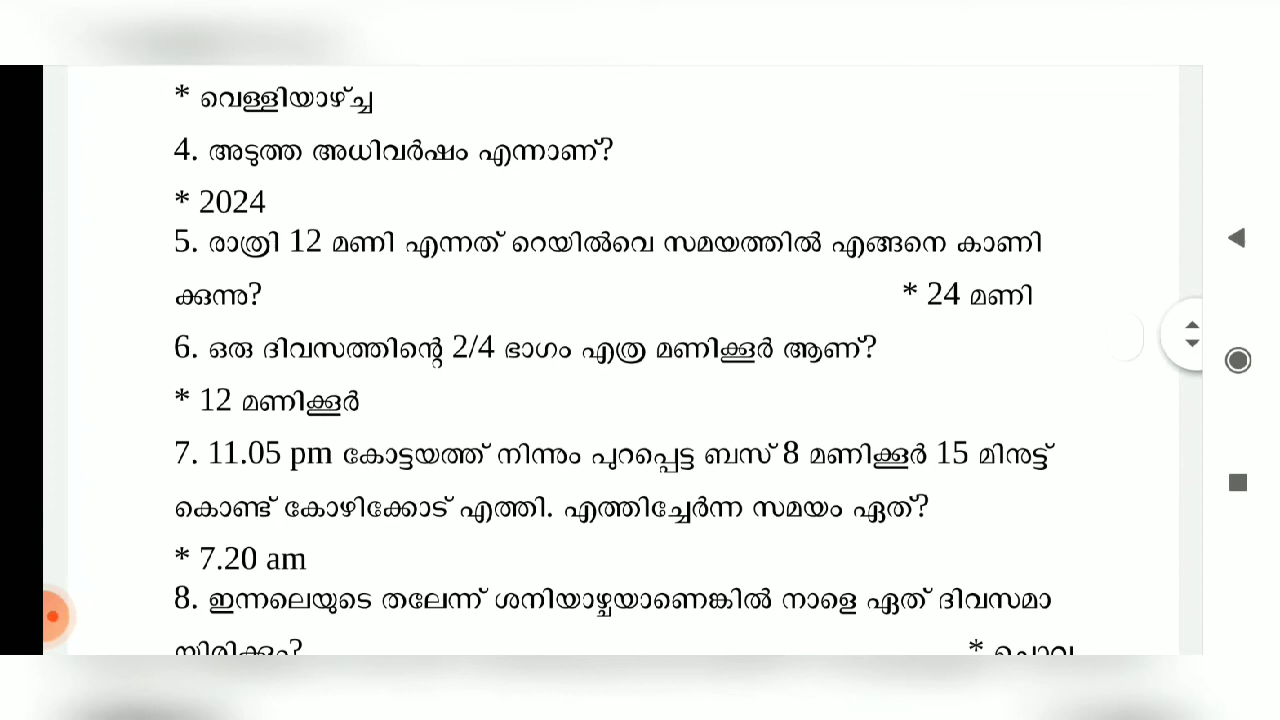 * വെള്ളിയാഴ്ച്ച
4. അടുത്ത അധിവർഷം എന്നാണ്?
* 2024
5. രാത്രി 12 മണി എന്നത് റെയിൽവെ സമയത്തിൽ എങ്ങനെ കാണി
ക്കുന്നു? * 24 മണി
6. ഒരു ദിവസത്തിന്റെ 2/4 ഭാഗം എത്ര മണിക്കൂർ ആണ്?
* 12 മണിക്കൂർ
7. 11.05 pm കോട്ടയത്ത് നിന്നും പുറപ്പെട്ട ബസ് 8 മണിക്കൂർ 15 മിനുട്ട്
കൊണ്ട് കോഴിക്കോട് എത്തി. എത്തിച്ചേർന്ന സമയം ഏത്?
* 7.20 am
8. ഇന്നലെയുടെ തലേന്ന് ശനിയാഴ്ചയാണെങ്കിൽ നാളെ ഏത് ദിവസമാ
യിരിക്കും? *